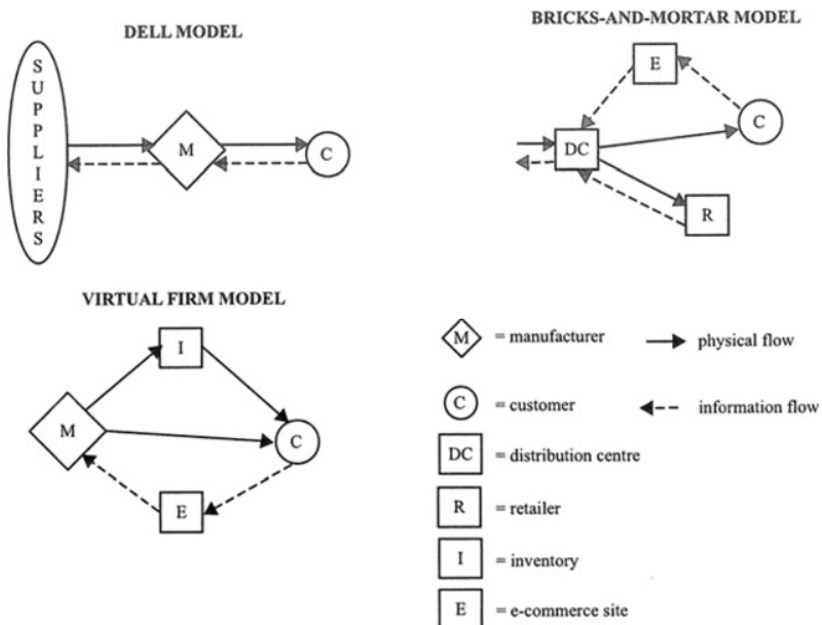 DELL MODEL
SUPPLIERS
M
C
BRICKS-AND-MORTAR MODEL
E
C
DC
R
VIRTUAL FIRM MODEL
I
M
C
E
M = manufacturer
physical flow
C = customer
information flow
DC = distribution centre
R = retailer
I = inventory
E = e-commerce site